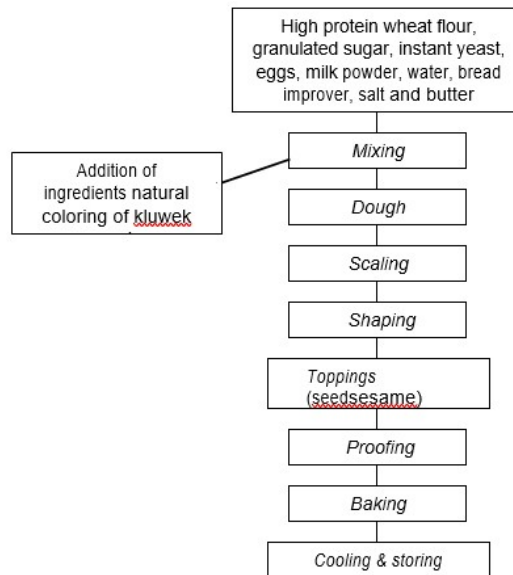 High protein wheat flour,
granulated sugar, instant yeast,
eggs, milk powder, water, bread
improver, salt and butter
Mixing
Addition of
ingredients natural
coloring of kluwek
Dough
Scaling
Shaping
Toppings
(seedsesame)
Proofing
Baking
Cooling & storing